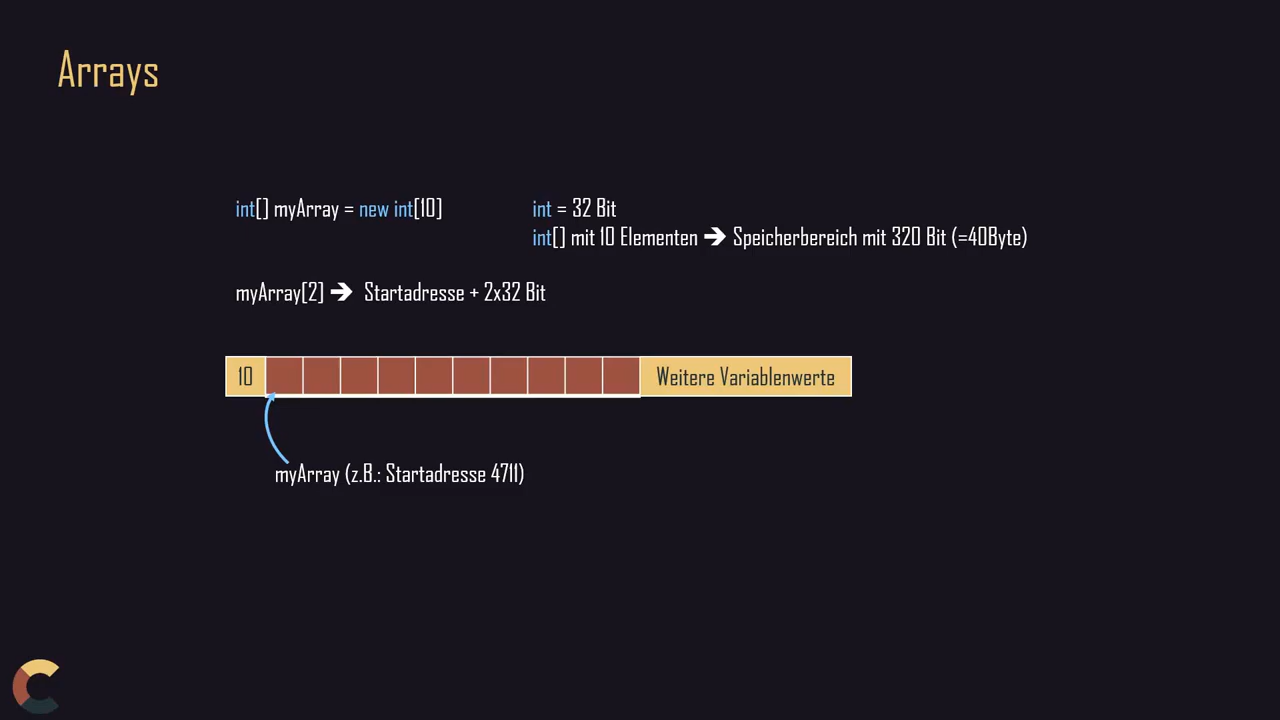 Arrays
int[] myArray = new int[10]
int = 32 Bit
int[] mit 10 Elementen 🡺 Speicherbereich mit 320 Bit (=40Byte)
myArray[2] 🡺 Startadresse + 2x32 Bit
10
Weitere Variablenwerte
myArray (z.B.: Startadresse 4711)